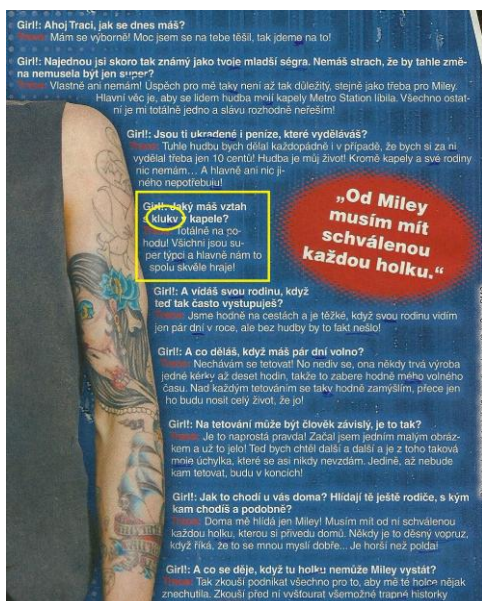 Girl!: Ahoj Traci, jak se dnes máš?
Trace: Mám se výborně! Moc jsem se na tebe těšil, tak jdeme na to!
Girl!: Najednou jsi skoro tak známý jako tvoje mladší ségra. Nemáš strach, že by tahle změ-
na nemusela být jen super?
Trace: Vlastně ani nemám! Úspěch pro mě taky není až tak důležitý, stejně jako třeba pro Miley.
Hlavní věc je, aby se lidem hudba mojí kapely Metro Station líbila. Všechno ostat-
ní je mi totálně jedno a slávu rozhodně neřeším!
Girl!: Jsou ti ukradené i peníze, které vyděláváš?
Trace: Tuhle hudbu bych dělal každopádně i v případě, že bych si za ni
vydělal třeba jen 10 centů! Hudba je můj život! Kromě kapely a své rodiny
nic nemám... A hlavně ani nic ji-
ného nepotřebuju!
Girl!: Jaký máš vztah
s klukv v kapele?
Trace: Totálně na po-
hodu! Všichni jsou su-
per týpci a hlavně nám to
spolu skvěle hraje!
„Od Miley
musím mít
schválenou
každou holku.“
Girl!: A vídáš svou rodinu, když
teď tak často vystupuješ?
Trace: Jsme hodně na cestách a je těžké, když svou rodinu vidím
jen pár dní v roce, ale bez hudby by to fakt nešlo!
Girl!: A co děláš, když máš pár dní volno?
Trace: Nechávám se tetovat! No nediv se, ona někdy trvá výroba
jedné kérky až deset hodin, takže to zabere hodně mého volného
času. Nad každým tetováním se taky hodně zamýšlím, přece jen
ho budu nosit celý život, že jo!
Girl!: Na tetování může být člověk závislý, je to tak?
Trace: Je to naprostá pravda! Začal jsem jedním malým obráz-
kem a už to jelo! Teď bych chtěl další a další a je z toho taková
moje úchylka, které se asi nikdy nevzdám. Jedině, až nebude
kam tetovat, budu v koncích!
Girl!: Jak to chodí u vás doma? Hlídají tě ještě rodiče, s kým
kam chodíš a podobně?
Trace: Doma mě hlídá jen Miley! Musím mít od ní schválenou
každou holku, kterou si přivedu domů. Někdy je to děsný vopruz,
když říká, že to se mnou myslí dobře... Je horší než polda!
Girl!: A co se děje, když tu holku nemůže Miley vystát?
Trace: Tak zkouší podnikat všechno pro to, aby mě té holce nějak
znechutila. Zkouší před ní vyšťourat všemožné trapné historky